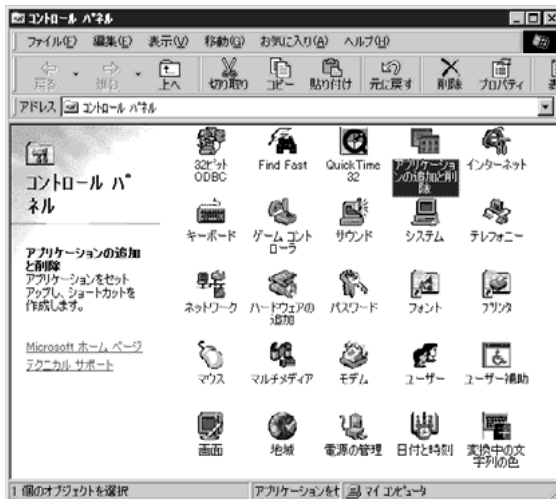 コントロール パネル
ファイル(F) 編集(E) 表示(V) 移動(G) お気に入り(A) ヘルプ(H)
戻る 進む 上へ 切り取り コピー 貼り付け 元に戻す 削除 プロパティ
アドレス コントロール パネル
コントロール パ
ネル
アプリケーションの追加
と削除
アプリケーションをセット
アップし、ショートカットを
作成します。
Microsoft ホーム ページ
テクニカル サポート
32ビット
ODBC
Find Fast
QuickTime
32
アプリケーショ
ンの追加と削
除
インターネット
キーボード
ゲーム コント
ローラ
サウンド
システム
テレフォニー
ネットワーク
ハードウェアの
追加
パスワード
フォント
プリンタ
マウス
マルチメディア
モデム
ユーザー
ユーザー補助
画面
地域
電源の管理
日付と時刻
変換中の文
字列の色
1 個のオブジェクトを選択 アプリケーションをセ マイ コンピュータ